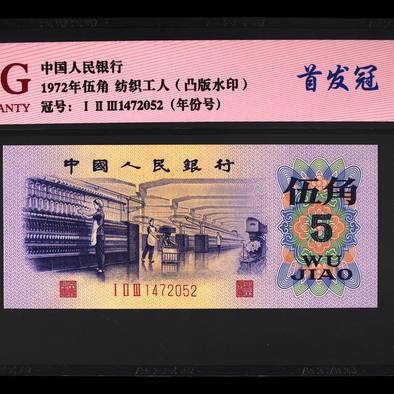 G
ANTY
中国人民银行
1972年伍角 纺织工人（凸版水印）
冠号：ⅠⅡⅢ1472052（年份号）
首发冠
中國人民銀行
伍角
5
WU
JIAO
ⅠⅡⅢ1472052